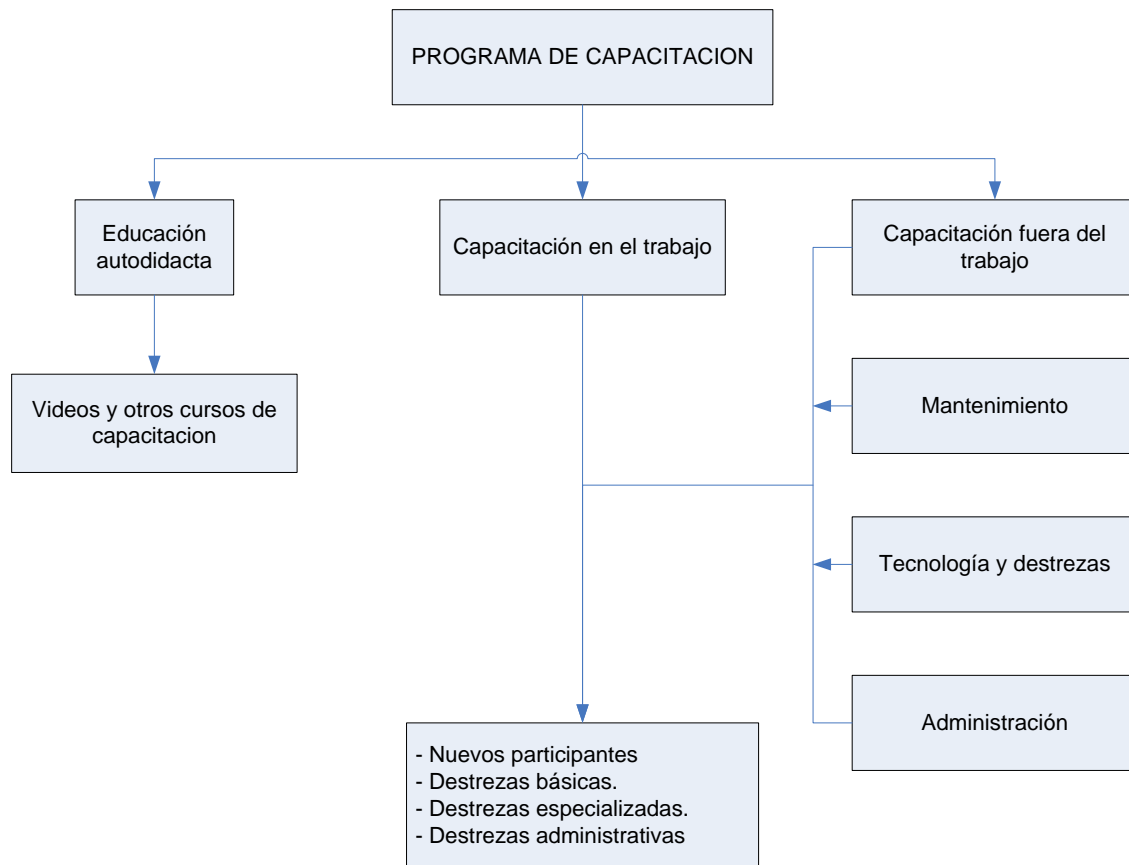 PROGRAMA DE CAPACITACION
Educación
autodidacta
Capacitación en el trabajo
Capacitación fuera del
trabajo
Videos y otros cursos de
capacitacion
Mantenimiento
Tecnología y destrezas
Administración
- Nuevos participantes
- Destrezas básicas.
- Destrezas especializadas.
- Destrezas administrativas